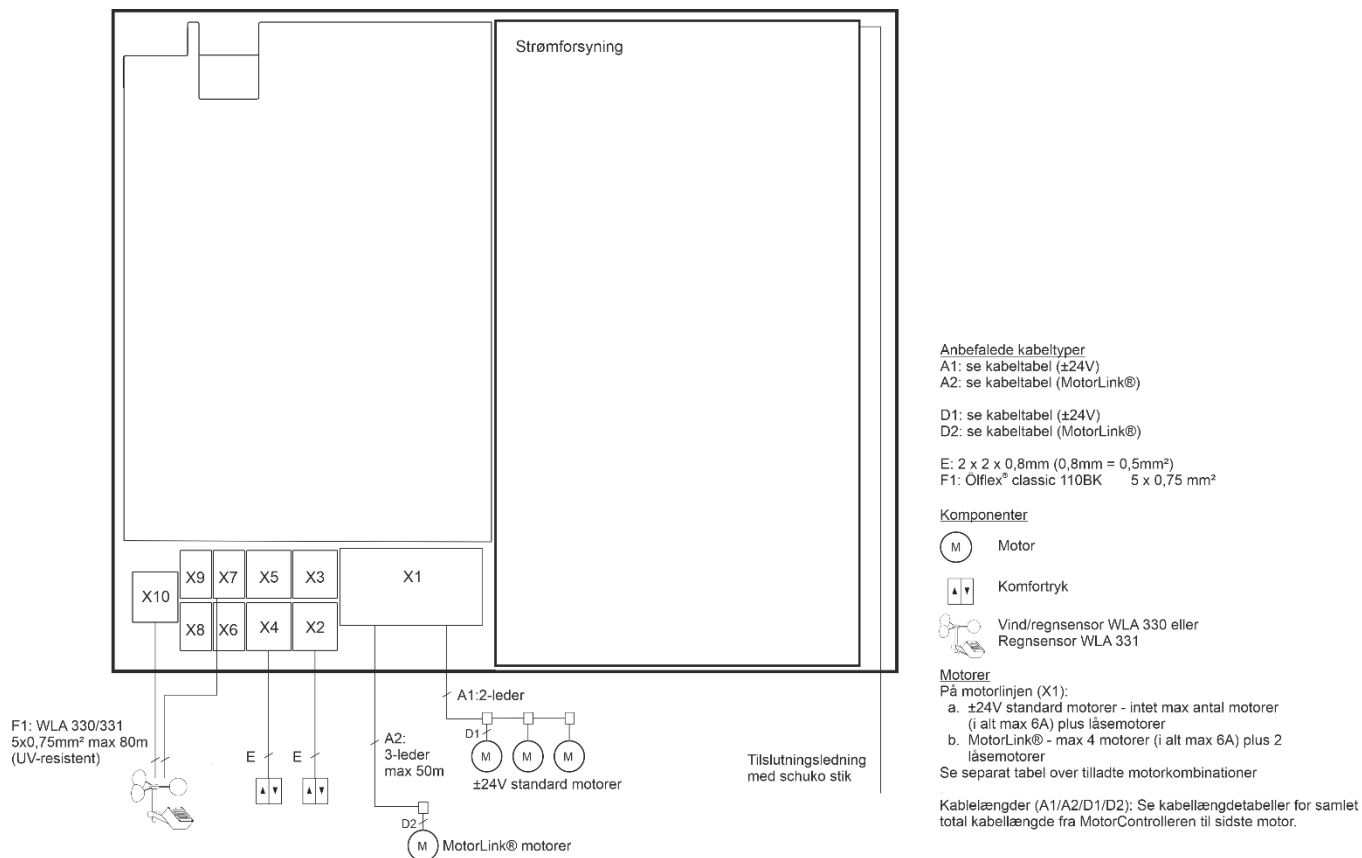 Strømforsyning
X9
X7
X5
X3
X1
X10
X8
X6
X4
X2
A1:2-leder
F1: WLA 330/331
5x0,75mm² max 80m
(UV-resistent)
E
E
A2:
3-leder
max 50m
D1
M
M
M
±24V standard motorer
D2
M
MotorLink® motorer
Tilslutningsledning
med schuko stik
Anbefalede kabeltyper
A1: se kabeltabel (±24V)
A2: se kabeltabel (MotorLink®)
D1: se kabeltabel (±24V)
D2: se kabeltabel (MotorLink®)
E: 2 x 2 x 0,8mm (0,8mm = 0,5mm²)
F1: Ölflex® classic 110BK 5 x 0,75 mm²
Komponenter
M Motor
Komfortryk
Vind/regnsensor WLA 330 eller
Regnsensor WLA 331
Motorer
På motorlinjen (X1):
a. ±24V standard motorer - intet max antal motorer
(i alt max 6A) plus låsemotorer
b. MotorLink® - max 4 motorer (i alt max 6A) plus 2
låsemotorer
Se separat tabel over tilladte motorkombinationer
Kablelængder (A1/A2/D1/D2): Se kabellængdetabeller for samlet
total kabellængde fra MotorControlleren til sidste motor.